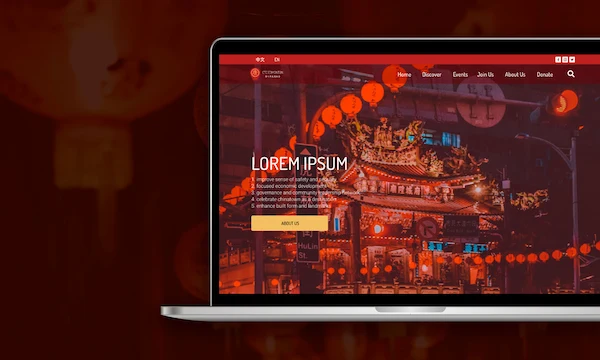 中文 EN
Home Discover Events Join Us About Us Donate
LOREM IPSUM
1. improve sense of safety and security
2. focused economic development
3. governance and community
4. celebrate chinatown as a destination
5. enhance built form and landmarks
ABOUT US
HuLin
St.